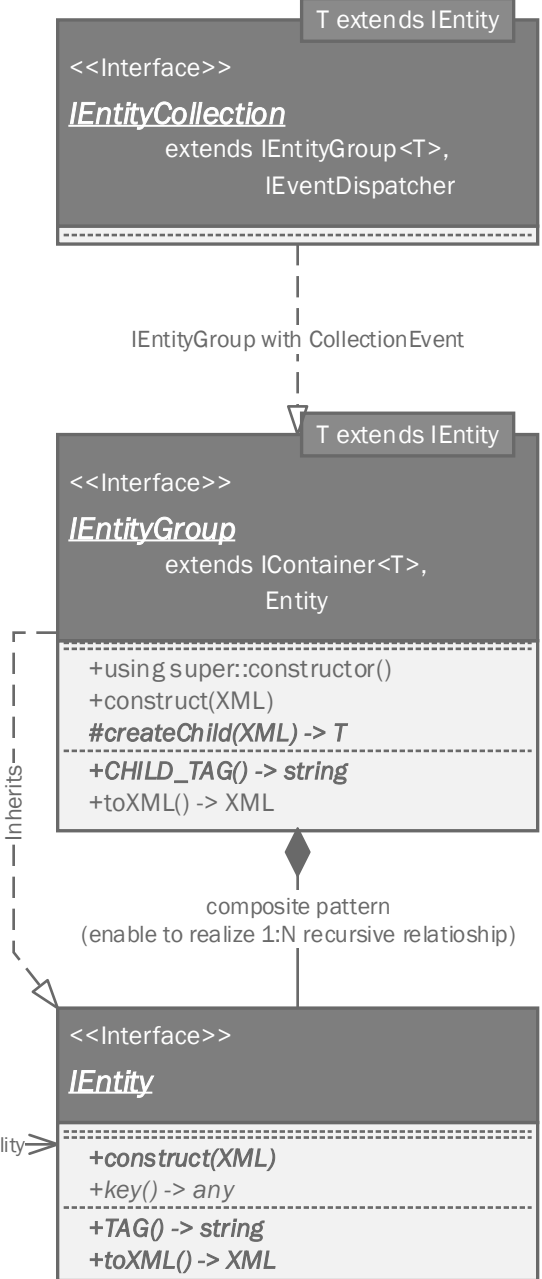 T extends IEntity
<<Interface>>
IEntityCollection
extends IEntityGroup<T>,
IEventDispatcher
IEntityGroup with CollectionEvent
T extends IEntity
<<Interface>>
IEntityGroup
extends IContainer<T>,
Entity
+using super::constructor()
+construct(XML)
#createChild(XML) -> T
+CHILD_TAG() -> string
+toXML() -> XML
Inherits
composite pattern
(enable to realize 1:N recursive relatioship)
<<Interface>>
IEntity
lity
+construct(XML)
+key() -> any
+TAG() -> string
+toXML() -> XML